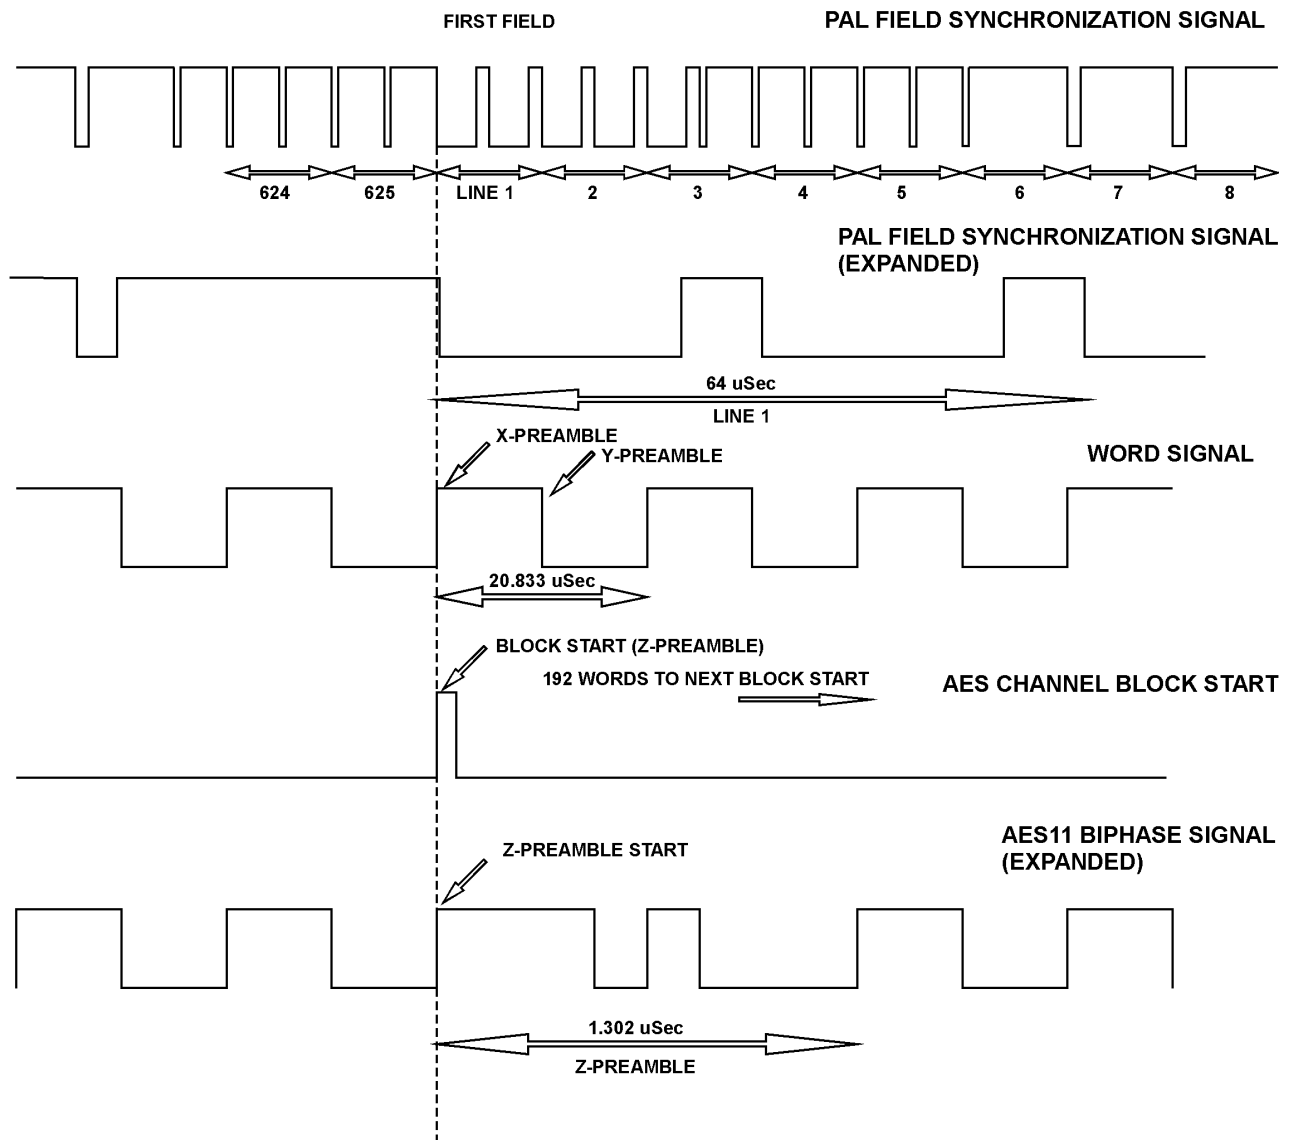 FIRST FIELD
PAL FIELD SYNCHRONIZATION SIGNAL
624
625
LINE 1
2
3
4
5
6
7
8
PAL FIELD SYNCHRONIZATION SIGNAL
(EXPANDED)
64 uSec
LINE 1
X-PREAMBLE
Y-PREAMBLE
WORD SIGNAL
20.833 uSec
BLOCK START (Z-PREAMBLE)
192 WORDS TO NEXT BLOCK START
AES CHANNEL BLOCK START
AES11 BIPHASE SIGNAL
(EXPANDED)
Z-PREAMBLE START
1.302 uSec
Z-PREAMBLE